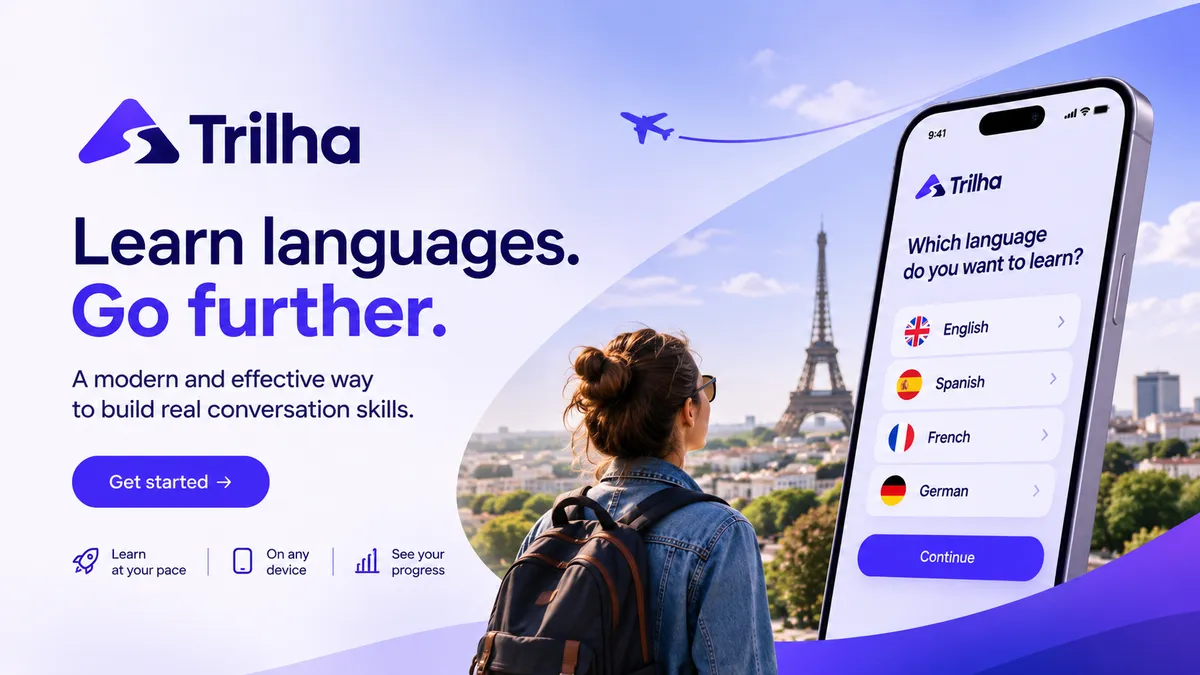 Trilha
Learn languages.
Go further.
A modern and effective way
to build real conversation skills.
Get started →
Learn
at your pace
On any
device
See your
progress
9:41
Trilha
Which language
do you want to learn?
English
Spanish
French
German
Continue